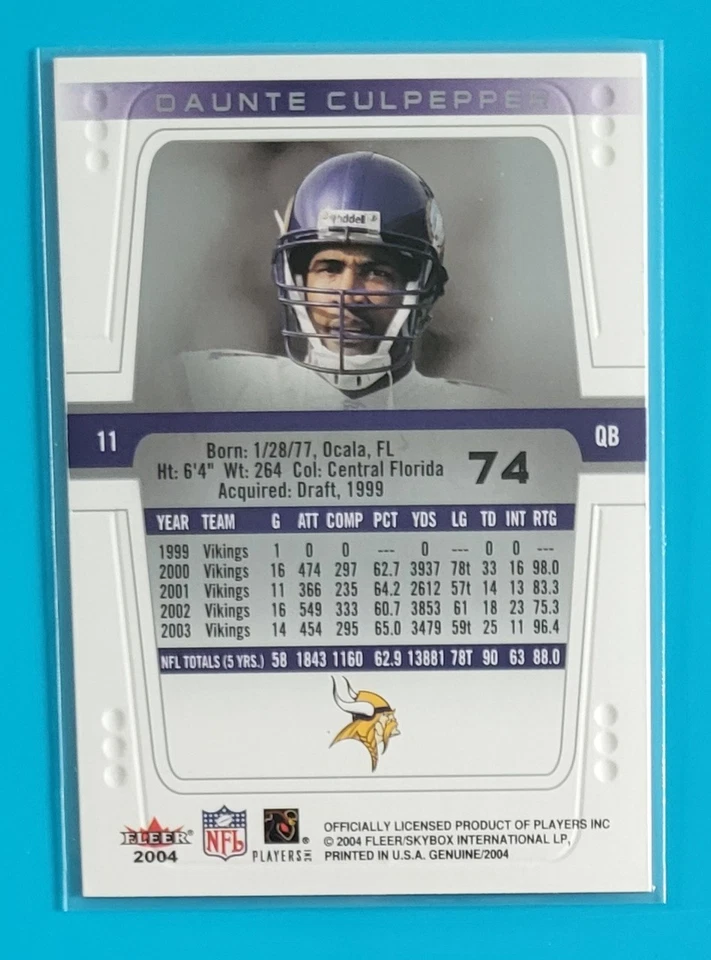 DAUNTE CULPEPPER
Riddell
11
QB
Born: 1/28/77, Ocala, FL
Ht: 6'4" Wt: 264 Col: Central Florida
Acquired: Draft, 1999
74
YEAR TEAM G ATT COMP PCT YDS LG TD INT RTG
1999 Vikings 1 0 0 --- 0 --- 0 0 ---
2000 Vikings 16 474 297 62.7 3937 78t 33 16 98.0
2001 Vikings 11 366 235 64.2 2612 57t 14 13 83.3
2002 Vikings 16 549 333 60.7 3853 61 18 23 75.3
2003 Vikings 14 454 295 65.0 3479 59t 25 11 96.4
NFL TOTALS (5 YRS.) 58 1843 1160 62.9 13881 78T 90 63 88.0
FLEER®
2004
NFL
PLAYERS INC
®
OFFICIALLY LICENSED PRODUCT OF PLAYERS INC
© 2004 FLEER/SKYBOX INTERNATIONAL LP,
PRINTED IN U.S.A. GENUINE/2004